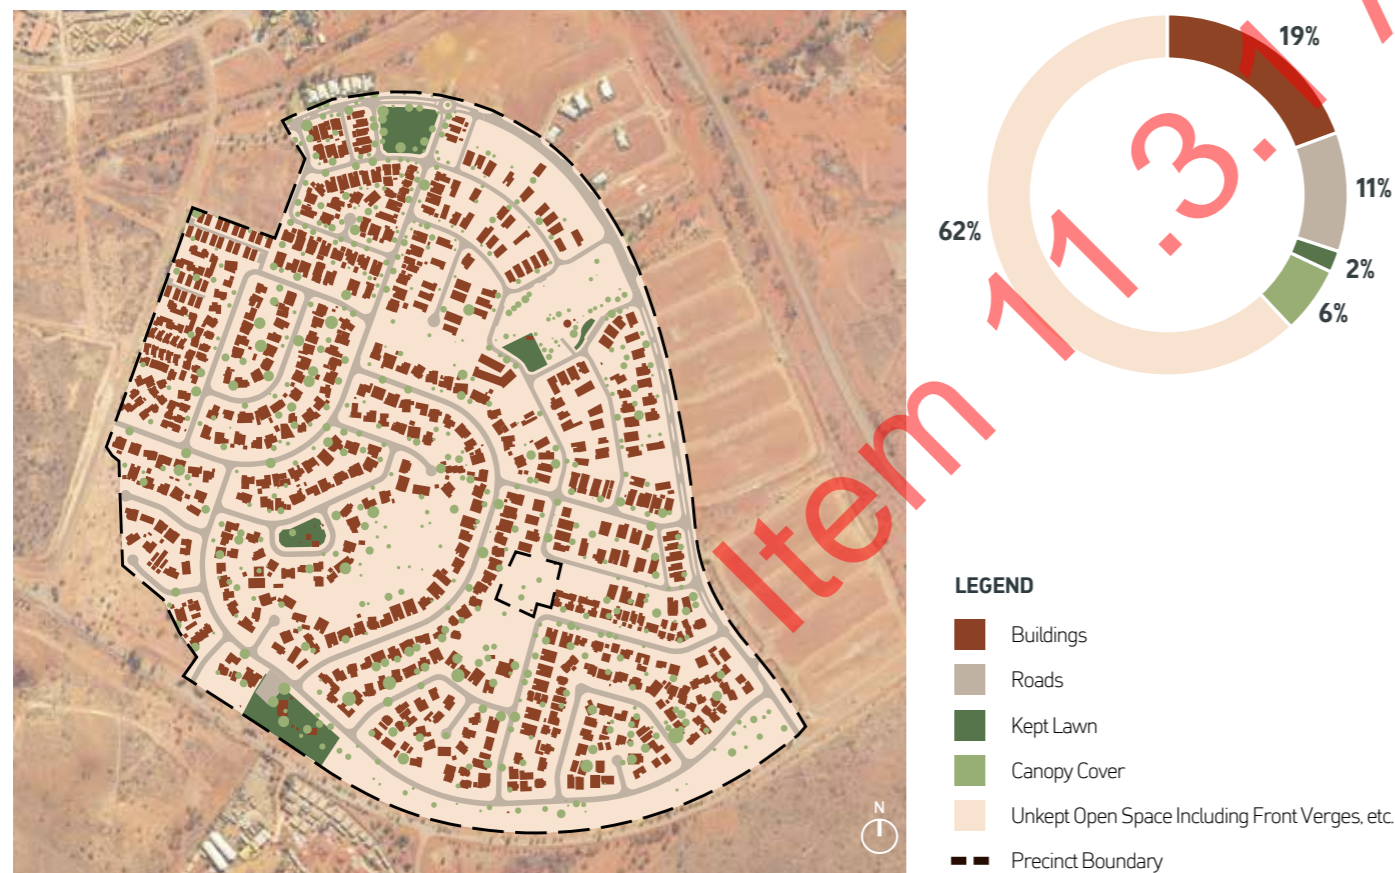 19%
11%
2%
6%
62%
Item 11.3.1
LEGEND
Buildings
Roads
Kept Lawn
Canopy Cover
Unkept Open Space Including Front Verges, etc.
Precinct Boundary
N